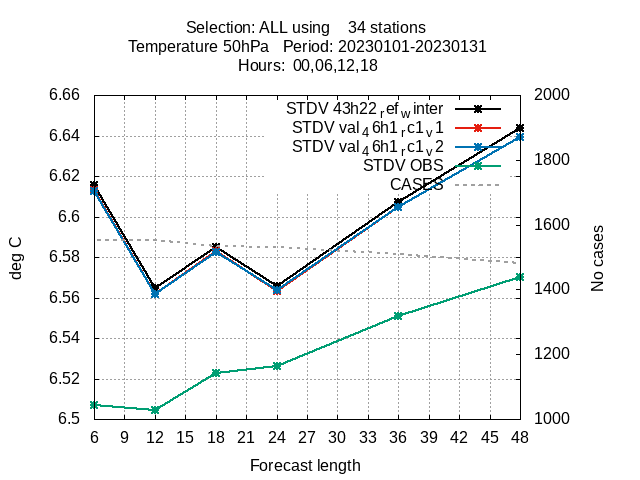 Selection: ALL using    34 stations
Temperature 50hPa   Period: 20230101-20230131
Hours:  00,06,12,18
6.66
6.64
6.62
6.6
6.58
6.56
6.54
6.52
6.5
deg C
STDV 43h22refwinter
STDV val46h1rc1v1
STDV val46h1rc1v2
STDV OBS
CASES
2000
1800
1600
1400
1200
1000
No cases
6 9 12 15 18 21 24 27 30 33 36 39 42 45 48
Forecast length